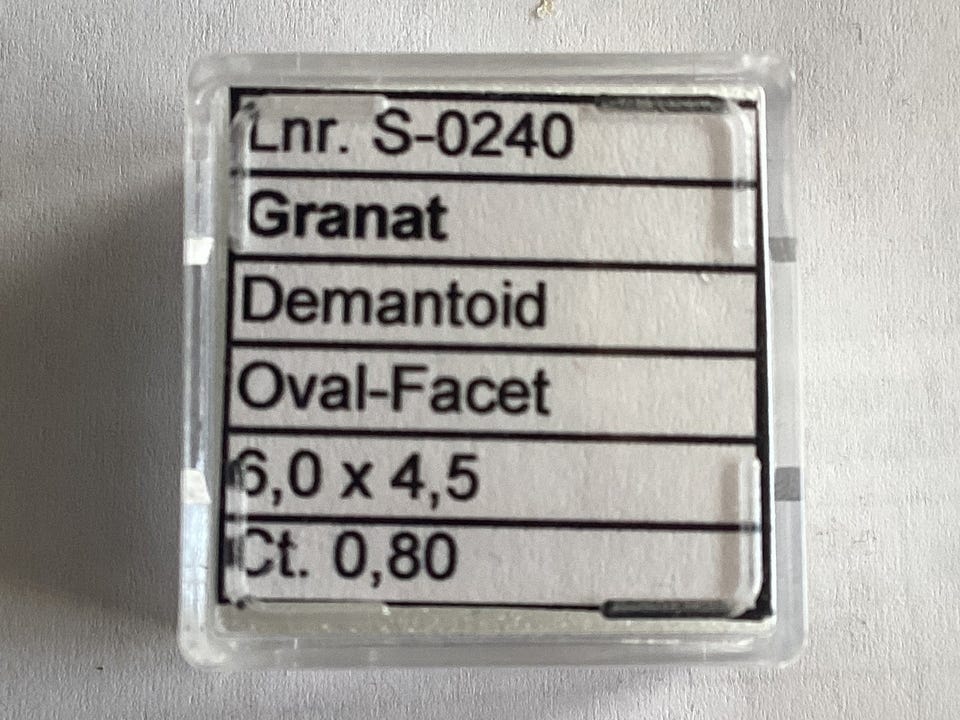 Lnr. S-0240
Granat
Demantoid
Oval-Facet
6,0 x 4,5
Ct. 0,80